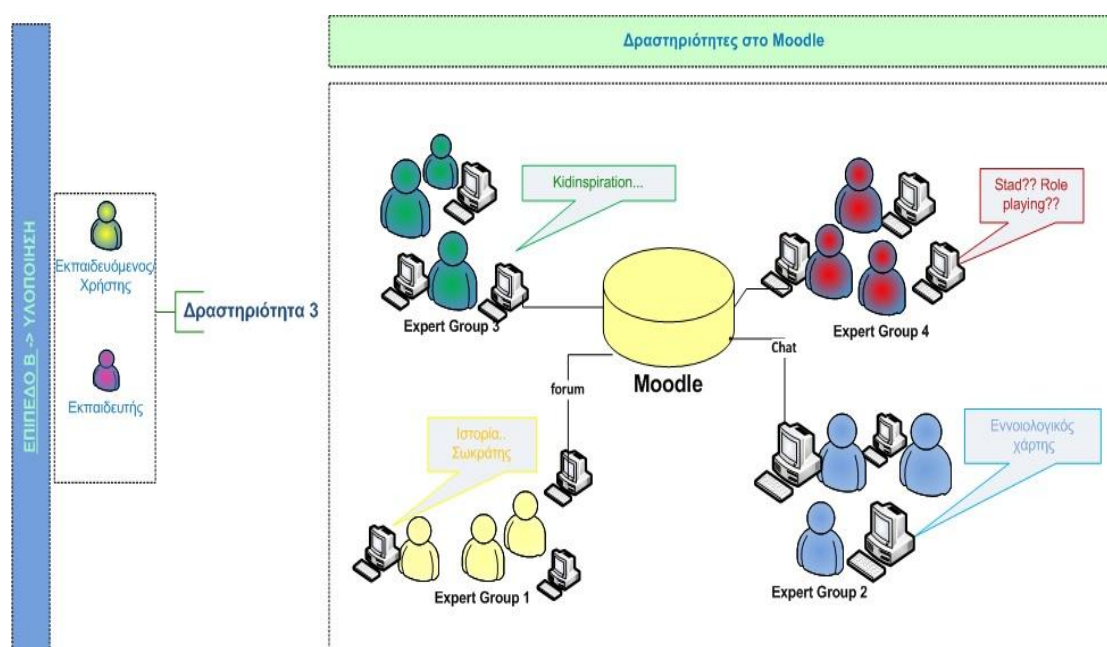 ΕΠΙΠΕΔΟ Β -> ΥΛΟΠΟΙΗΣΗ
Εκπαιδευόμενος/
Χρήστης
Εκπαιδευτής
Δραστηριότητα 3
Δραστηριότητες στο Moodle
Kidinspiration...
Stad?? Role
playing??
Expert Group 3
Expert Group 4
Moodle
Chat
forum
Ιστορία..
Σωκράτης
Εννοιολογικός
χάρτης
Expert Group 1
Expert Group 2